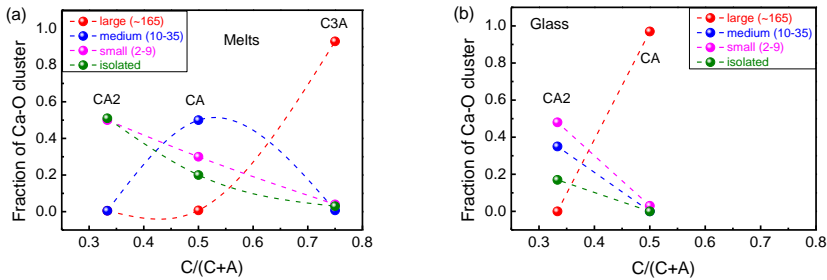 (a)
large (~165)
medium (10-35)
small (2-9)
isolated
Melts
C3A
CA2
CA
Fraction of Ca-O cluster
1.0
0.8
0.6
0.4
0.2
0.0
0.3 0.4 0.5 0.6 0.7 0.8
C/(C+A)
(b)
Glass
large (~165)
medium (10-35)
small (2-9)
isolated
CA
CA2
Fraction of Ca-O cluster
1.0
0.8
0.6
0.4
0.2
0.0
0.3 0.4 0.5 0.6 0.7 0.8
C/(C+A)